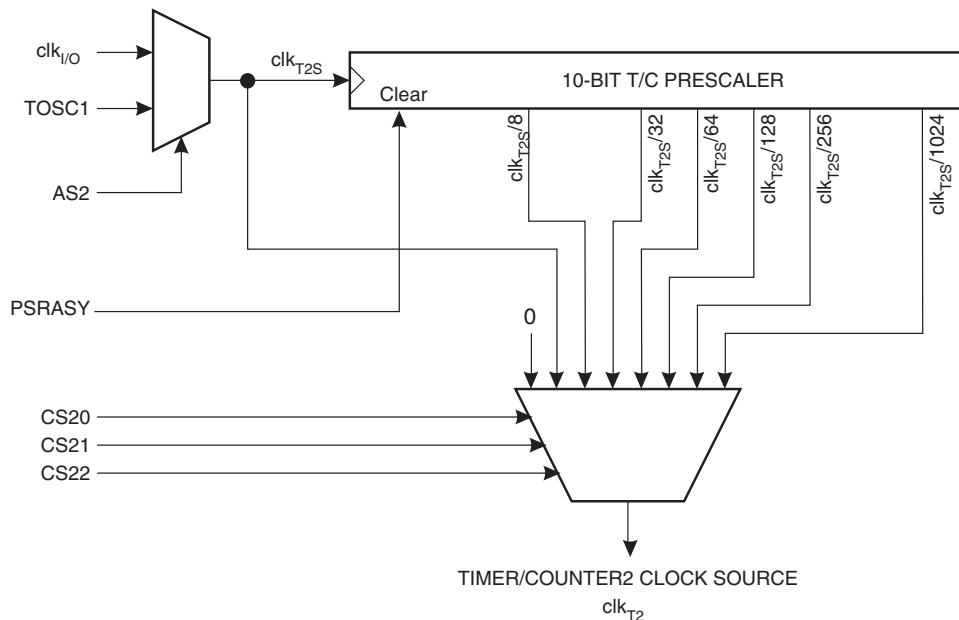 clkI/O
TOSC1
AS2
PSRASY
clkT2S
10-BIT T/C PRESCALER
Clear
clkT2S/8
clkT2S/32
clkT2S/64
clkT2S/128
clkT2S/256
clkT2S/1024
0
CS20
CS21
CS22
TIMER/COUNTER2 CLOCK SOURCE
clkT2